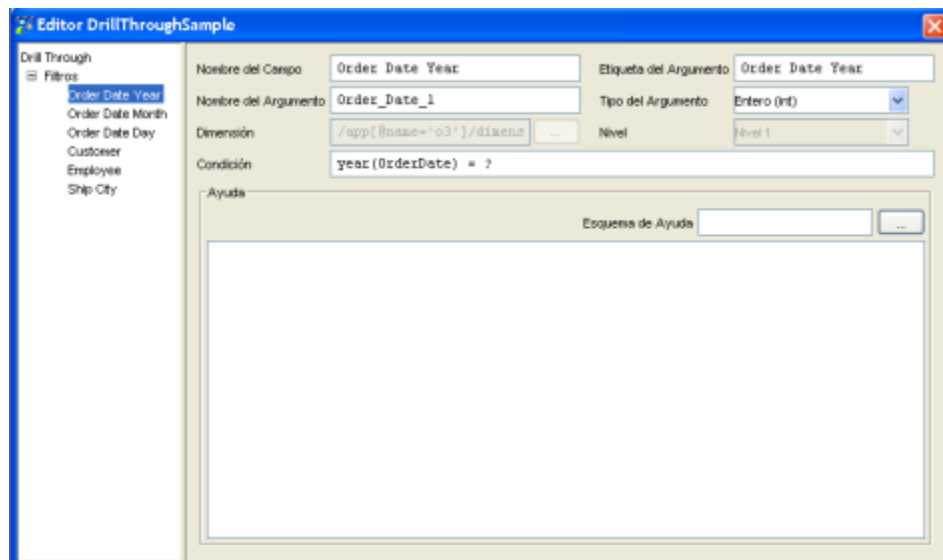 Editor DrillThroughSample
Drill Through
Filtros
Order Date Year
Order Date Month
Order Date Day
Customer
Employee
Ship City
Nombre del Campo Order Date Year Etiqueta del Argumento Order Date Year
Nombre del Argumento Order_Date_1 Tipo del Argumento Entero (int)
Dimensión /app[@name='o3']/dimens ... Nivel Nivel 1
Condición year(OrderDate) = ?
Ayuda
Esquema de Ayuda ...